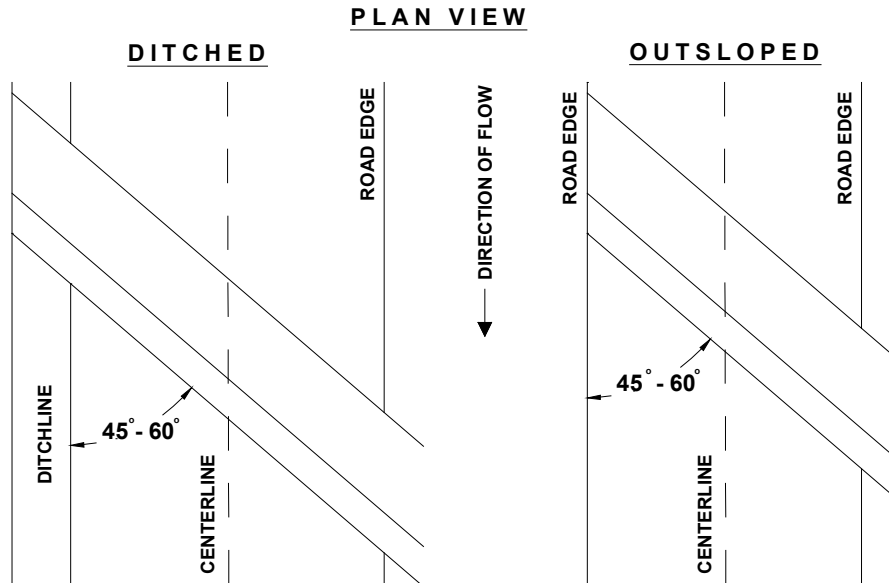 PLAN VIEW
DITCHED
OUTSLOPED
ROAD EDGE
DIRECTION OF FLOW
ROAD EDGE
ROAD EDGE
45° - 60°
DITCHLINE
CENTERLINE
45° - 60°
CENTERLINE